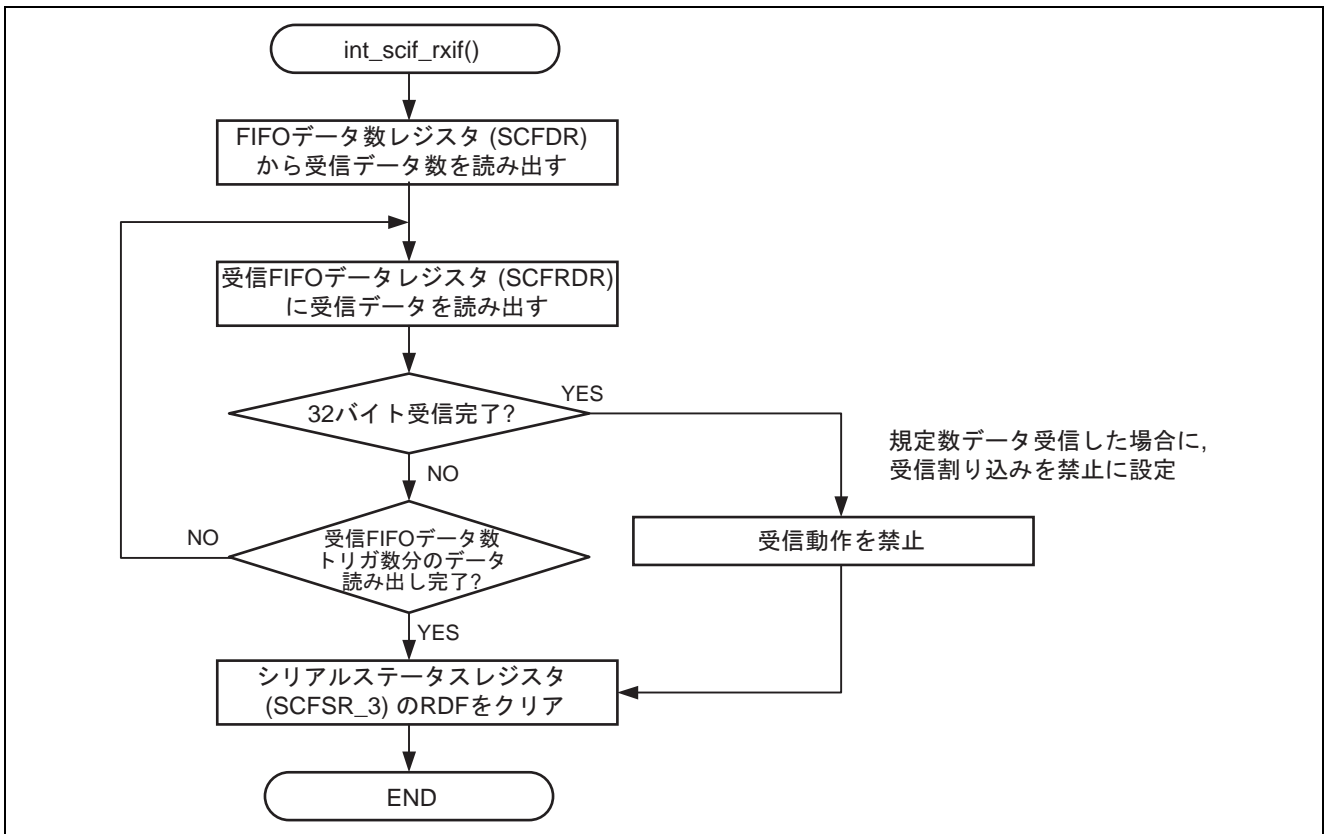 int_scif_rxif()
FIFOデータ数レジスタ (SCFDR)
から受信データ数を読み出す
受信FIFOデータレジスタ (SCFRDR)
に受信データを読み出す
32バイト受信完了?
YES
規定数データ受信した場合に,
受信割り込みを禁止に設定
NO
受信動作を禁止
NO
受信FIFOデータ数
トリガ数分のデータ
読み出し完了?
YES
シリアルステータスレジスタ
(SCFSR_3) のRDFをクリア
END